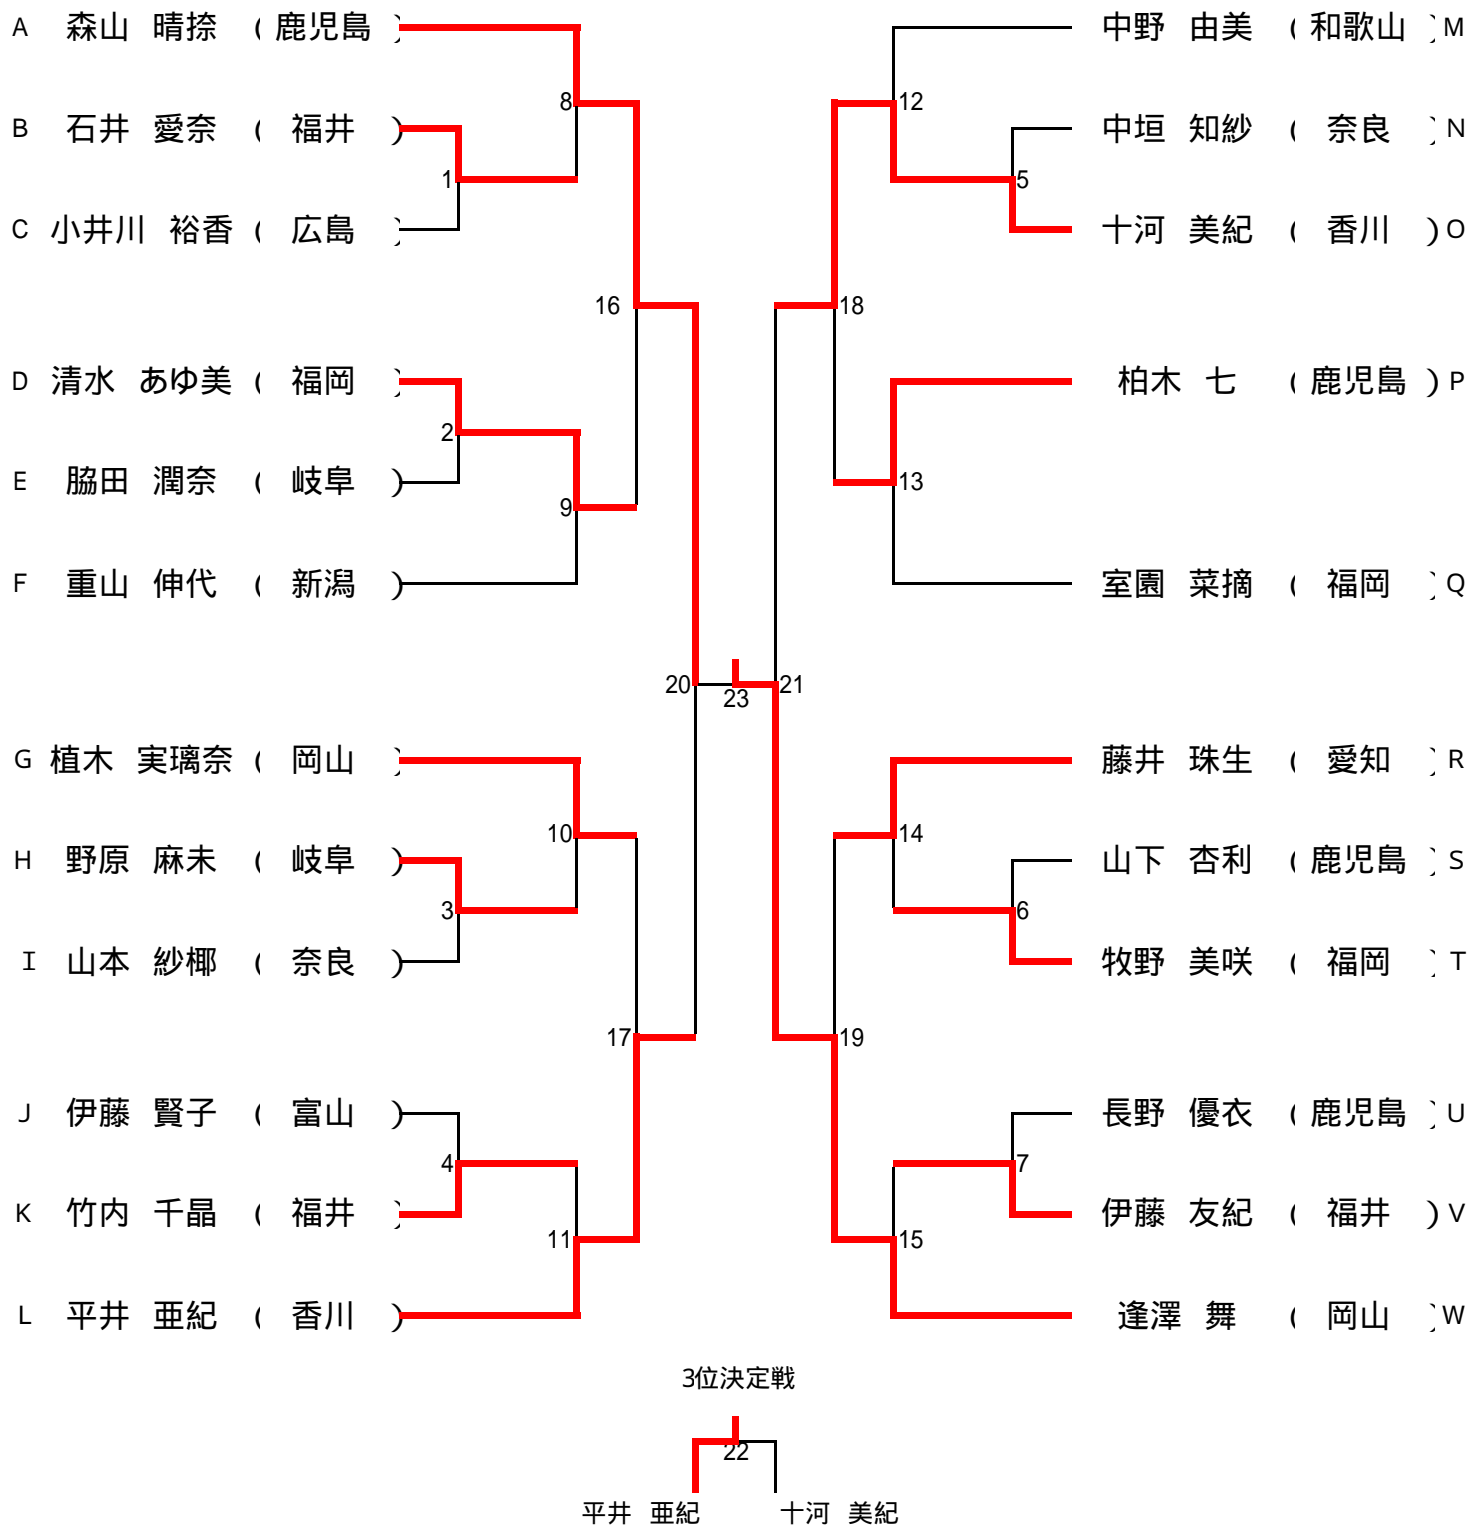 A 森山 晴捺 ( 鹿児島 )
中野 由美 ( 和歌山 ) M
8
12
B 石井 愛奈 ( 福井 )
中垣 知紗 ( 奈良 ) N
1
5
C 小井川 裕香 ( 広島 )
十河 美紀 ( 香川 ) O
16
18
D 清水 あゆ美 ( 福岡 )
柏木 七 ( 鹿児島 ) P
2
E 脇田 潤奈 ( 岐阜 )
13
9
F 重山 伸代 ( 新潟 )
室園 菜摘 ( 福岡 ) Q
20
23
21
G 植木 実璃奈 ( 岡山 )
藤井 珠生 ( 愛知 ) R
10
14
H 野原 麻未 ( 岐阜 )
山下 杏利 ( 鹿児島 ) S
3
6
I 山本 紗椰 ( 奈良 )
牧野 美咲 ( 福岡 ) T
17
19
J 伊藤 賢子 ( 富山 )
長野 優衣 ( 鹿児島 ) U
4
7
K 竹内 千晶 ( 福井 )
伊藤 友紀 ( 福井 ) V
11
15
L 平井 亜紀 ( 香川 )
逢澤 舞 ( 岡山 ) W
3位決定戦
22
平井 亜紀
十河 美紀